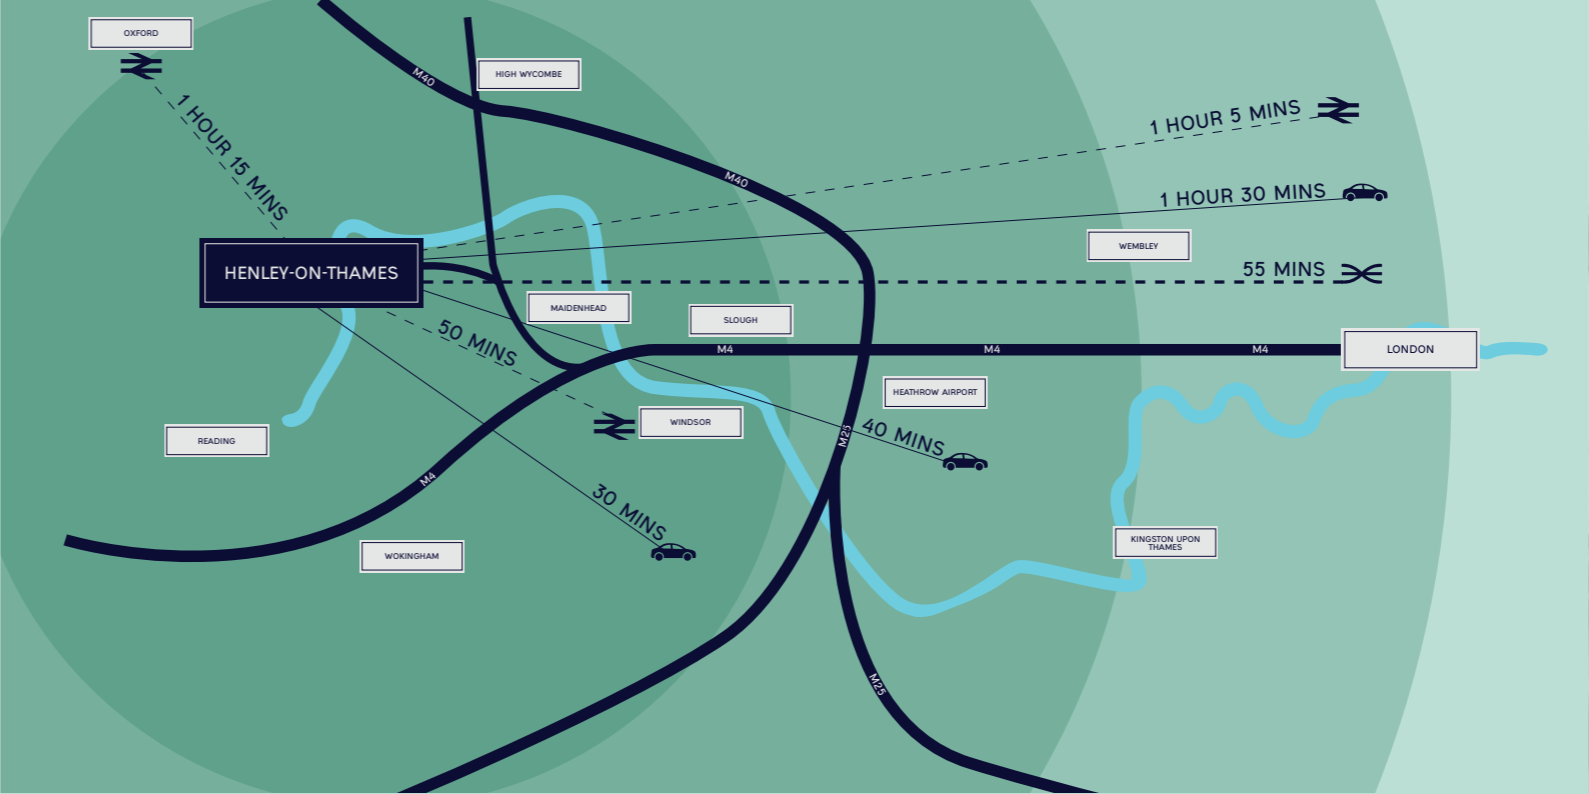 OXFORD
HIGH WYCOMBE
M40
1 HOUR 15 MINS
1 HOUR 5 MINS
M40
1 HOUR 30 MINS
WEMBLEY
HENLEY-ON-THAMES
55 MINS
MAIDENHEAD
SLOUGH
50 MINS
M4
M4
M4
LONDON
HEATHROW AIRPORT
WINDSOR
READING
M25
40 MINS
M4
30 MINS
WOKINGHAM
KINGSTON UPON
THAMES
M25